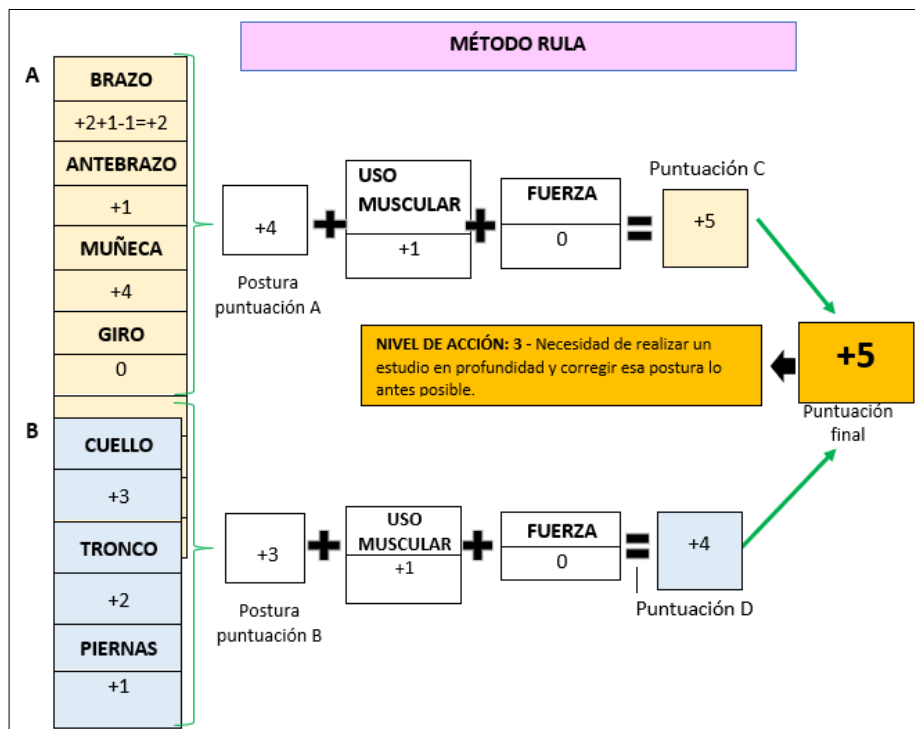 MÉTODO RULA
A
BRAZO
+2+1-1=+2
ANTEBRAZO
+1
MUÑECA
+4
GIRO
0
+4
Postura
puntuación A
USO
MUSCULAR
+1
FUERZA
0
Puntuación C
+5
NIVEL DE ACCIÓN: 3 - Necesidad de realizar un
estudio en profundidad y corregir esa postura lo
antes posible.
+5
Puntuación
final
B
CUELLO
+3
TRONCO
+2
PIERNAS
+1
+3
Postura
puntuación B
USO
MUSCULAR
+1
FUERZA
0
+4
Puntuación D